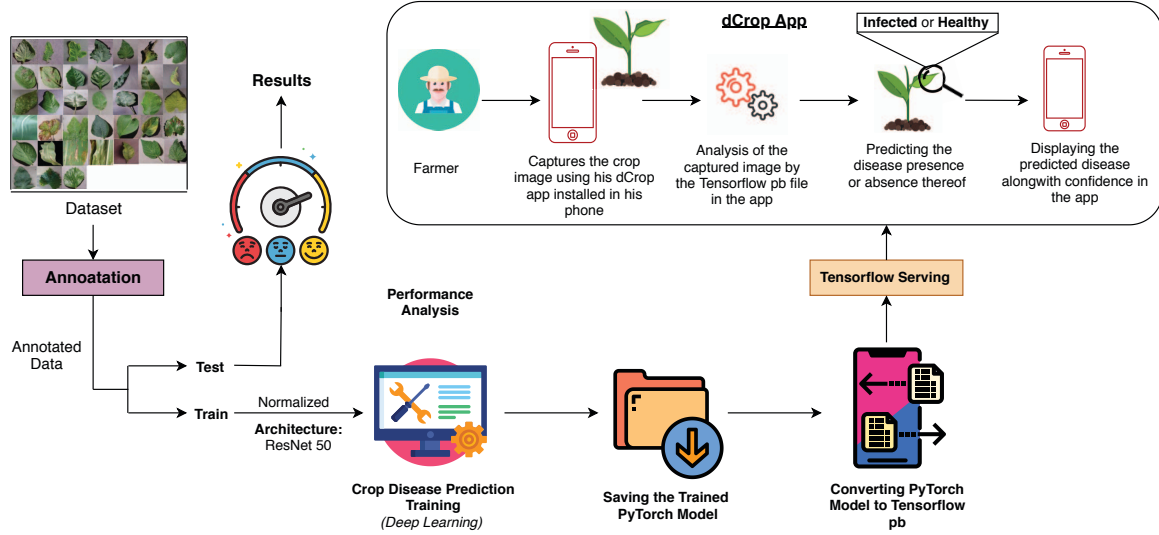 Dataset
Annoatation
Annotated
Data
Test
Train
Results
Normalized
Architecture:
ResNet 50
Performance
Analysis
Crop Disease Prediction
Training
(Deep Learning)
Saving the Trained
PyTorch Model
Converting PyTorch
Model to Tensorflow
pb
Tensorflow Serving
dCrop App
Farmer
Captures the crop
image using his dCrop
app installed in his
phone
Analysis of the
captured image by
the Tensorflow pb file
in the app
Infected or Healthy
Predicting the
disease presence
or absence thereof
Displaying the
predicted disease
alongwith confidence in
the app